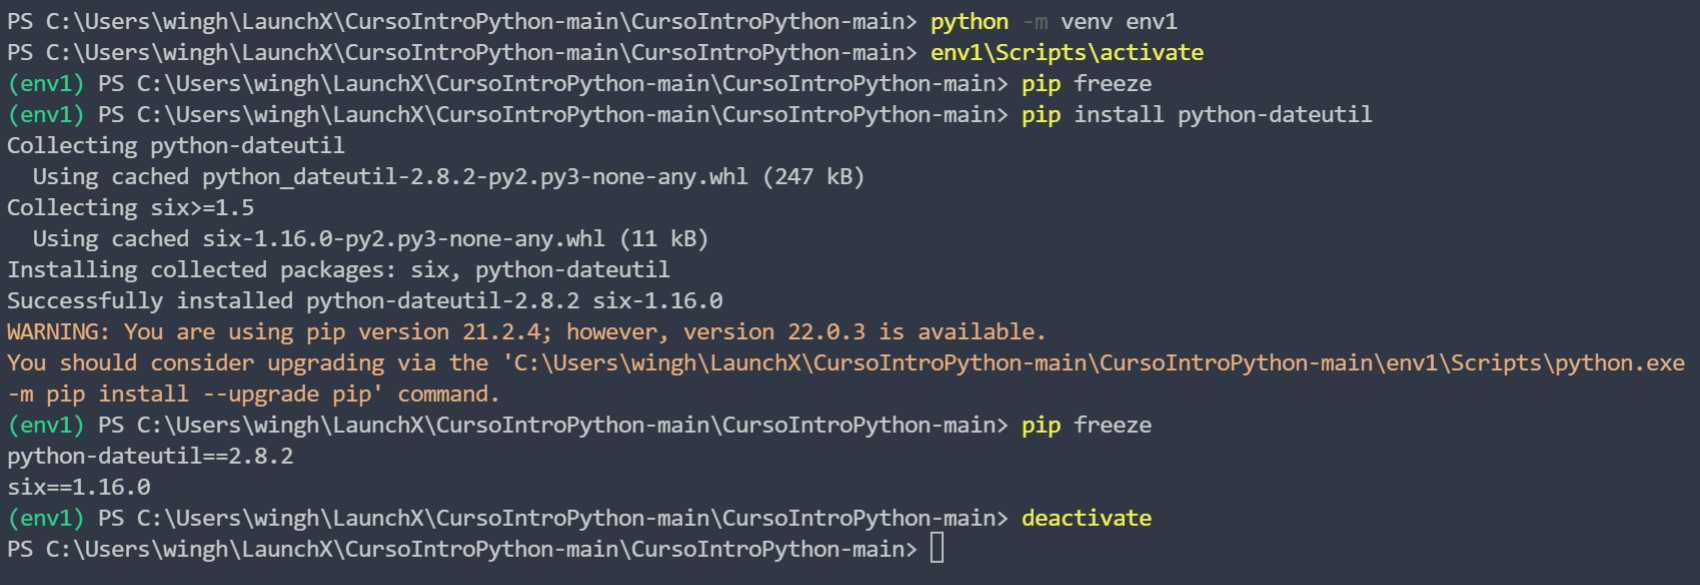 PS C:\Users\wingh\LaunchX\CursoIntroPython-main\CursoIntroPython-main> python -m venv env1
PS C:\Users\wingh\LaunchX\CursoIntroPython-main\CursoIntroPython-main> env1\Scripts\activate
(env1) PS C:\Users\wingh\LaunchX\CursoIntroPython-main\CursoIntroPython-main> pip freeze
(env1) PS C:\Users\wingh\LaunchX\CursoIntroPython-main\CursoIntroPython-main> pip install python-dateutil
Collecting python-dateutil
  Using cached python_dateutil-2.8.2-py2.py3-none-any.whl (247 kB)
Collecting six>=1.5
  Using cached six-1.16.0-py2.py3-none-any.whl (11 kB)
Installing collected packages: six, python-dateutil
Successfully installed python-dateutil-2.8.2 six-1.16.0
WARNING: You are using pip version 21.2.4; however, version 22.0.3 is available.
You should consider upgrading via the 'C:\Users\wingh\LaunchX\CursoIntroPython-main\CursoIntroPython-main\env1\Scripts\python.exe
-m pip install --upgrade pip' command.
(env1) PS C:\Users\wingh\LaunchX\CursoIntroPython-main\CursoIntroPython-main> pip freeze
python-dateutil==2.8.2
six==1.16.0
(env1) PS C:\Users\wingh\LaunchX\CursoIntroPython-main\CursoIntroPython-main> deactivate
PS C:\Users\wingh\LaunchX\CursoIntroPython-main\CursoIntroPython-main>